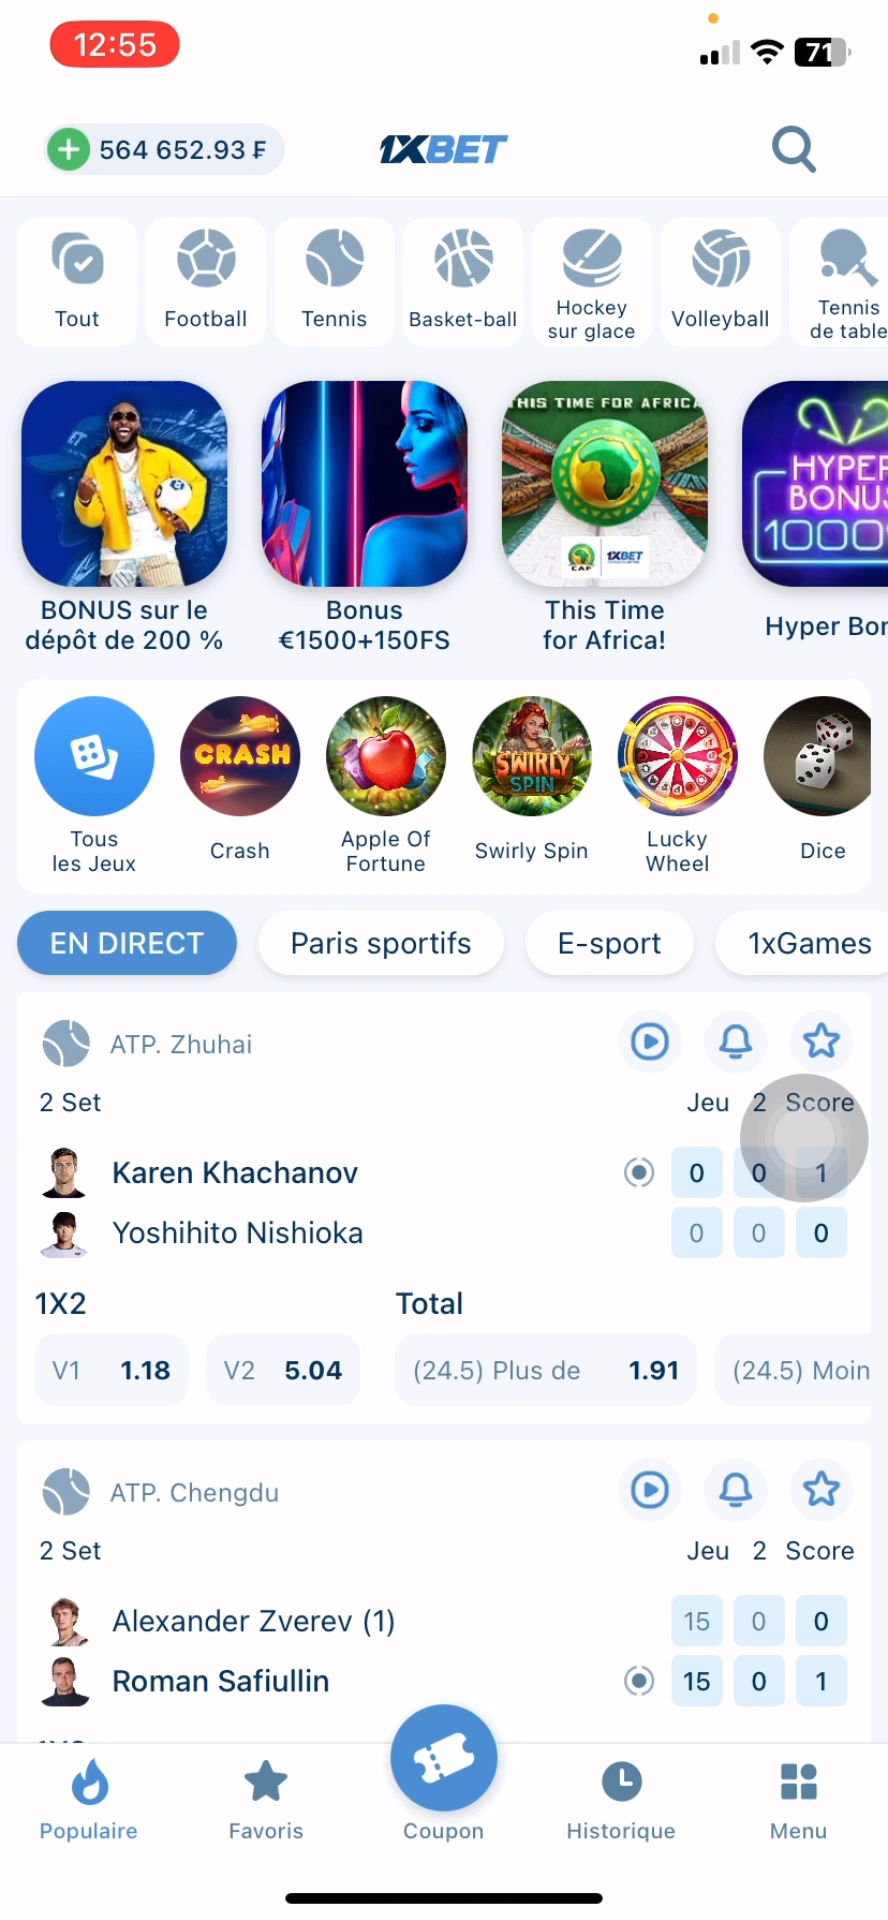 12:55
71
564 652.93 ₣
1XBET
Tout
Football
Tennis
Basket-ball
Hockey
sur glace
Volleyball
Tennis
de table
THIS TIME FOR AFRICA
HYPER
BONUS
1000
CAF
1XBET
BONUS sur le
dépôt de 200 %
Bonus
€1500+150FS
This Time
for Africa!
Hyper Bon
CRASH
SWIRLY
SPIN
Tous
les Jeux
Crash
Apple Of
Fortune
Swirly Spin
Lucky
Wheel
Dice
EN DIRECT
Paris sportifs
E-sport
1xGames
ATP. Zhuhai
2 Set
Jeu 2 Score
Karen Khachanov 0 0 1
Yoshihito Nishioka 0 0 0
1X2
Total
V1 1.18
V2 5.04
(24.5) Plus de 1.91
(24.5) Moin
ATP. Chengdu
2 Set
Jeu 2 Score
Alexander Zverev (1) 15 0 0
Roman Safiullin 15 0 1
Populaire
Favoris
Coupon
Historique
Menu